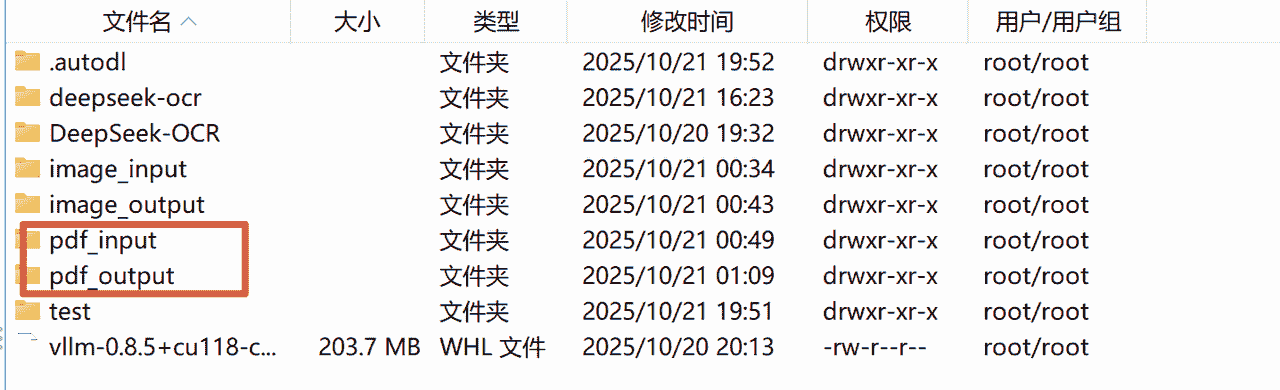 文件名 大小 类型 修改时间 权限 用户/用户组
.autodl 文件夹 2025/10/21 19:52 drwxr-xr-x root/root
deepseek-ocr 文件夹 2025/10/21 16:23 drwxr-xr-x root/root
DeepSeek-OCR 文件夹 2025/10/20 19:32 drwxr-xr-x root/root
image_input 文件夹 2025/10/21 00:34 drwxr-xr-x root/root
image_output 文件夹 2025/10/21 00:43 drwxr-xr-x root/root
pdf_input 文件夹 2025/10/21 00:49 drwxr-xr-x root/root
pdf_output 文件夹 2025/10/21 01:09 drwxr-xr-x root/root
test 文件夹 2025/10/21 19:51 drwxr-xr-x root/root
vllm-0.8.5+cu118-c... 203.7 MB WHL 文件 2025/10/20 20:13 -rw-r--r-- root/root